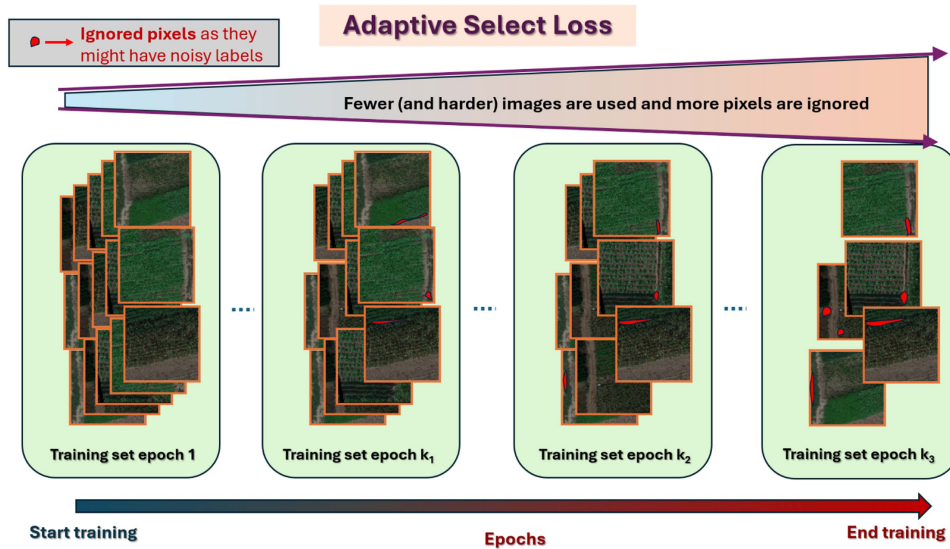 Adaptive Select Loss
Ignored pixels as they
might have noisy labels
Fewer (and harder) images are used and more pixels are ignored
Training set epoch 1
Training set epoch k₁
Training set epoch k₂
Training set epoch k₃
Start training
Epochs
End training